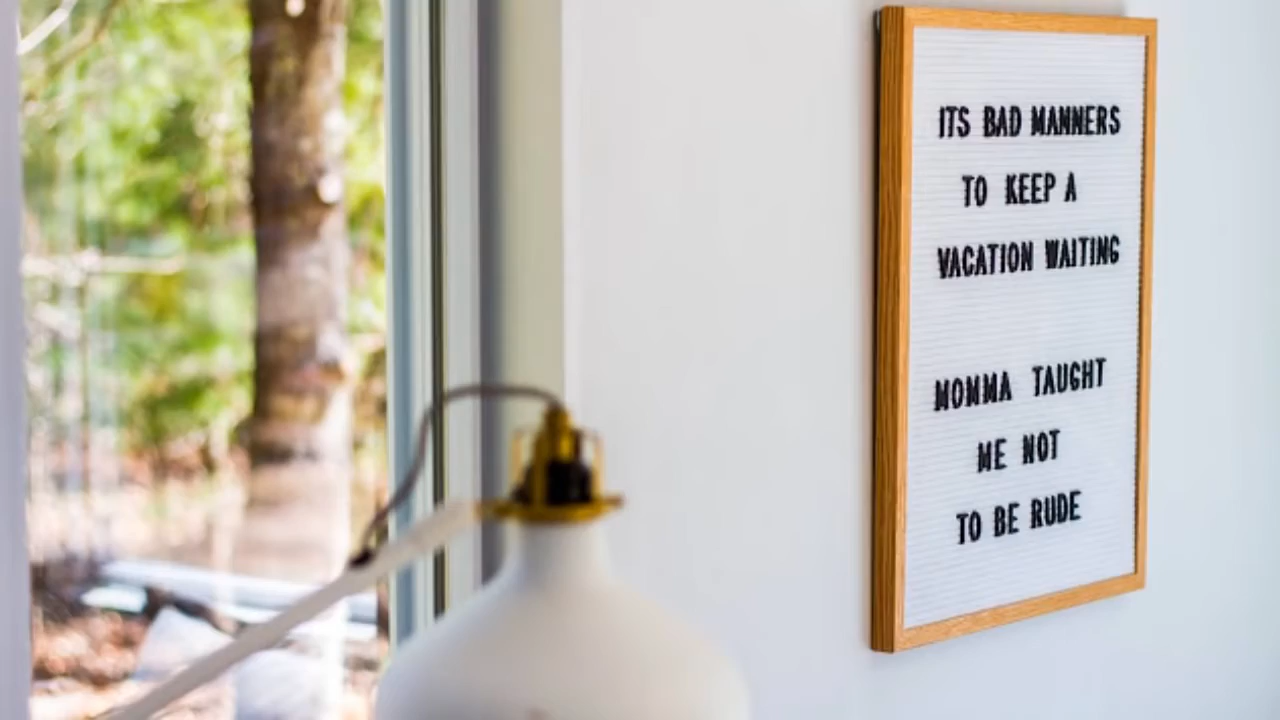 ITS BAD MANNERS
TO KEEP A
VACATION WAITING
MOMMA TAUGHT
ME NOT
TO BE RUDE